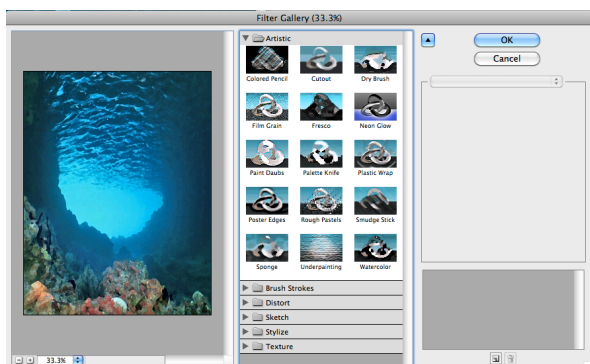 Filter Gallery (33.3%)
Artistic
Colored Pencil Cutout Dry Brush
Film Grain Fresco Neon Glow
Paint Daubs Palette Knife Plastic Wrap
Poster Edges Rough Pastels Smudge Stick
Sponge Underpainting Watercolor
Brush Strokes
Distort
Sketch
Stylize
Texture
OK
Cancel
33.3%